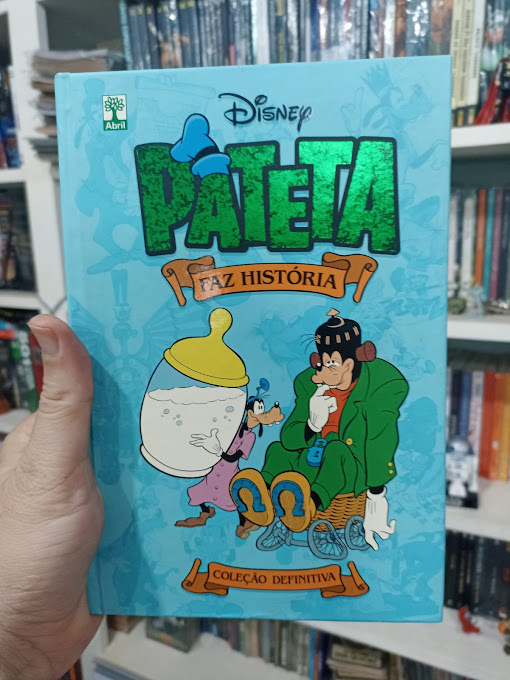 Abril
Disney
PATETA
FAZ HISTÓRIA
COLEÇÃO DEFINITIVA